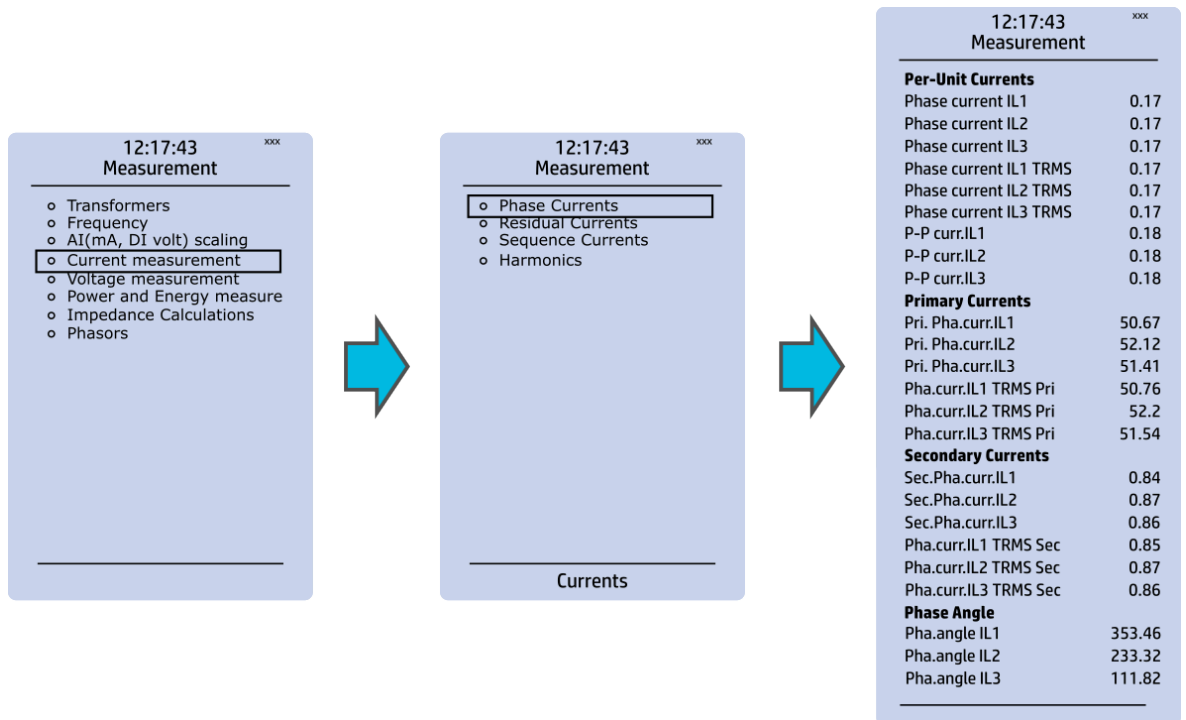 12:17:43 xxx
Measurement
Transformers
Frequency
AI(mA, DI volt) scaling
Current measurement
Voltage measurement
Power and Energy measure
Impedance Calculations
Phasors
12:17:43 xxx
Measurement
Phase Currents
Residual Currents
Sequence Currents
Harmonics
Currents
12:17:43 xxx
Measurement
Per-Unit Currents
Phase current IL1 0.17
Phase current IL2 0.17
Phase current IL3 0.17
Phase current IL1 TRMS 0.17
Phase current IL2 TRMS 0.17
Phase current IL3 TRMS 0.17
P-P curr.IL1 0.18
P-P curr.IL2 0.18
P-P curr.IL3 0.18
Primary Currents
Pri. Pha.curr.IL1 50.67
Pri. Pha.curr.IL2 52.12
Pri. Pha.curr.IL3 51.41
Pha.curr.IL1 TRMS Pri 50.76
Pha.curr.IL2 TRMS Pri 52.2
Pha.curr.IL3 TRMS Pri 51.54
Secondary Currents
Sec.Pha.curr.IL1 0.84
Sec.Pha.curr.IL2 0.87
Sec.Pha.curr.IL3 0.86
Pha.curr.IL1 TRMS Sec 0.85
Pha.curr.IL2 TRMS Sec 0.87
Pha.curr.IL3 TRMS Sec 0.86
Phase Angle
Pha.angle IL1 353.46
Pha.angle IL2 233.32
Pha.angle IL3 111.82